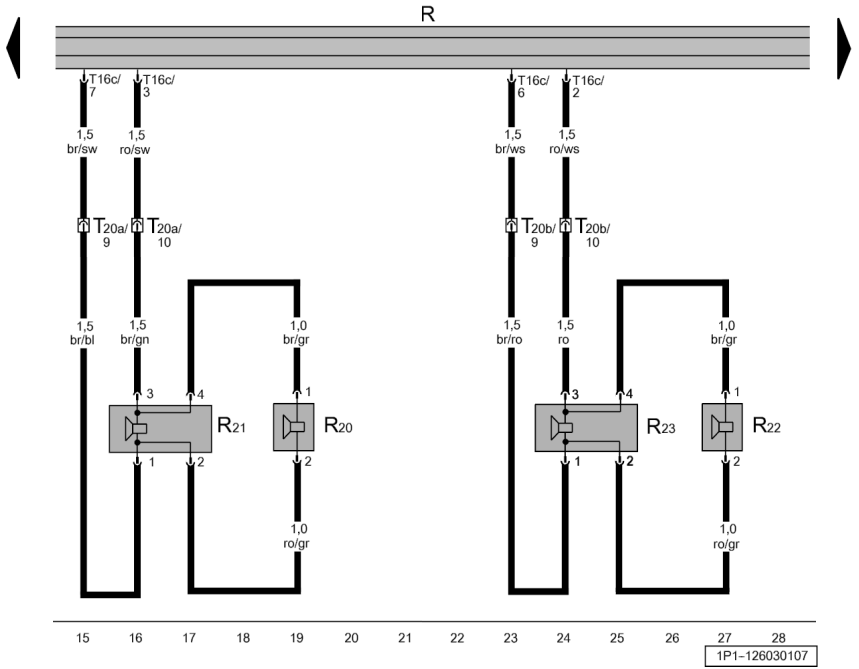 R
T16c/
7
T16c/
3
T16c/
6
T16c/
2
1,5
br/sw
1,5
ro/sw
1,5
br/ws
1,5
ro/ws
T20a/
9
T20a/
10
T20b/
9
T20b/
10
1,5
br/bl
1,5
br/gn
1,0
br/gr
1,5
br/ro
1,5
ro
1,0
br/gr
3
4
1
3
4
1
R21
R20
R23
R22
1
2
2
1
2
2
1,0
ro/gr
1,0
ro/gr
15 16 17 18 19 20 21 22 23 24 25 26 27 28
1P1-126030107